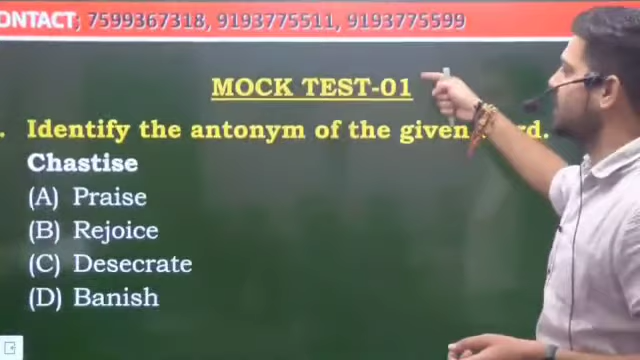 ONTACT; 7599367318, 9193775511, 9193775599
MOCK TEST-01
. Identify the antonym of the given
Chastise
(A) Praise
(B) Rejoice
(C) Desecrate
(D) Banish